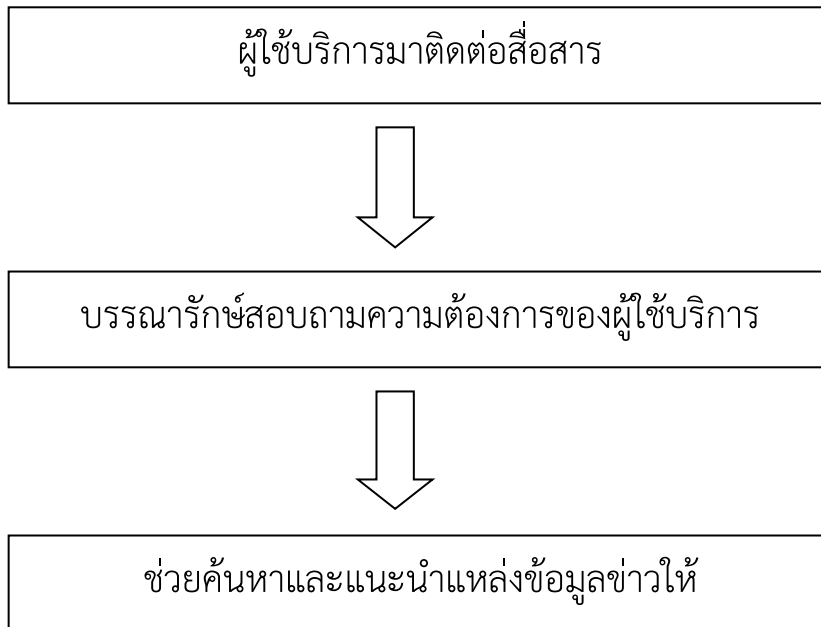 ผู้ใช้บริการมาติดต่อสื่อสาร
บรรณารักษ์สอบถามความต้องการของผู้ใช้บริการ
ช่วยค้นหาและแนะนำแหล่งข้อมูลข่าวให้